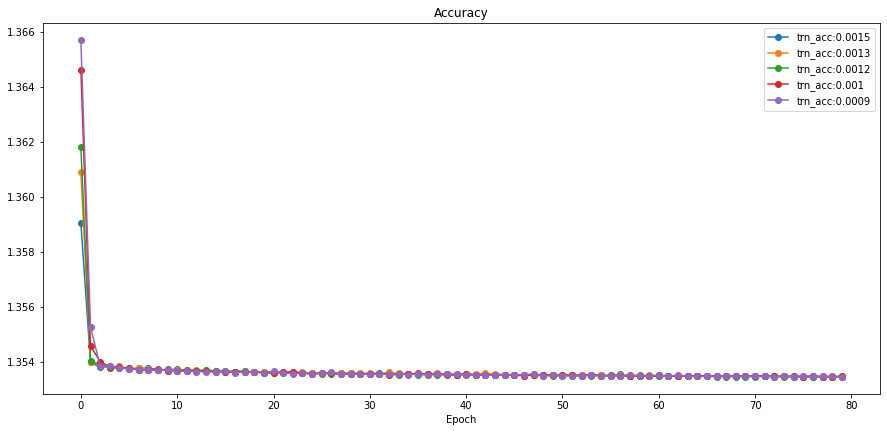 Accuracy
1.366
1.364
1.362
1.360
1.358
1.356
1.354
trn_acc:0.0015
trn_acc:0.0013
trn_acc:0.0012
trn_acc:0.001
trn_acc:0.0009
0 10 20 30 40 50 60 70 80
Epoch